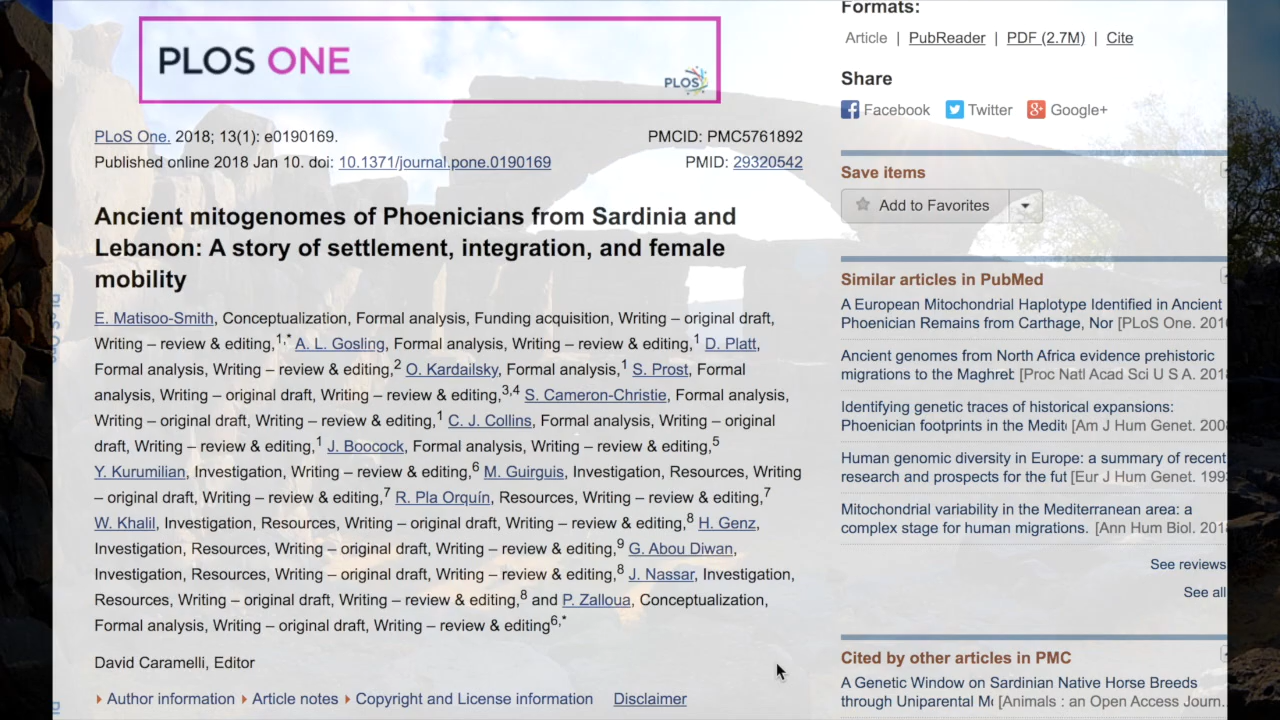 PLOS ONE
PLOS
PLoS One. 2018; 13(1): e0190169.
PMCID: PMC5761892
Published online 2018 Jan 10. doi: 10.1371/journal.pone.0190169
PMID: 29320542
Ancient mitogenomes of Phoenicians from Sardinia and
Lebanon: A story of settlement, integration, and female
mobility
E. Matisoo-Smith, Conceptualization, Formal analysis, Funding acquisition, Writing – original draft,
Writing – review & editing,1,* A. L. Gosling, Formal analysis, Writing – review & editing,1 D. Platt,
Formal analysis, Writing – review & editing,2 O. Kardailsky, Formal analysis,1 S. Prost, Formal
analysis, Writing – original draft, Writing – review & editing,3,4 S. Cameron-Christie, Formal analysis,
Writing – original draft, Writing – review & editing,1 C. J. Collins, Formal analysis, Writing – original
draft, Writing – review & editing,1 J. Boocock, Formal analysis, Writing – review & editing,5
Y. Kurumilian, Investigation, Writing – review & editing,6 M. Guirguis, Investigation, Resources, Writing
– original draft, Writing – review & editing,7 R. Pla Orquín, Resources, Writing – review & editing,7
W. Khalil, Investigation, Resources, Writing – original draft, Writing – review & editing,8 H. Genz,
Investigation, Resources, Writing – original draft, Writing – review & editing,9 G. Abou Diwan,
Investigation, Resources, Writing – original draft, Writing – review & editing,8 J. Nassar, Investigation,
Resources, Writing – original draft, Writing – review & editing,8 and P. Zalloua, Conceptualization,
Formal analysis, Writing – original draft, Writing – review & editing6,*
David Caramelli, Editor
Author information Article notes Copyright and License information Disclaimer
Formats:
Article | PubReader | PDF (2.7M) | Cite
Share
Facebook Twitter Google+
Save items
Add to Favorites
Similar articles in PubMed
A European Mitochondrial Haplotype Identified in Ancient
Phoenician Remains from Carthage, Nor [PLoS One. 201
Ancient genomes from North Africa evidence prehistoric
migrations to the Maghreb [Proc Natl Acad Sci U S A. 201
Identifying genetic traces of historical expansions:
Phoenician footprints in the Medit [Am J Hum Genet. 200
Human genomic diversity in Europe: a summary of recent
research and prospects for the fut [Eur J Hum Genet. 199
Mitochondrial variability in the Mediterranean area: a
complex stage for human migrations. [Ann Hum Biol. 201
See reviews
See all
Cited by other articles in PMC
A Genetic Window on Sardinian Native Horse Breeds
through Uniparental Mo [Animals : an Open Access Journ..